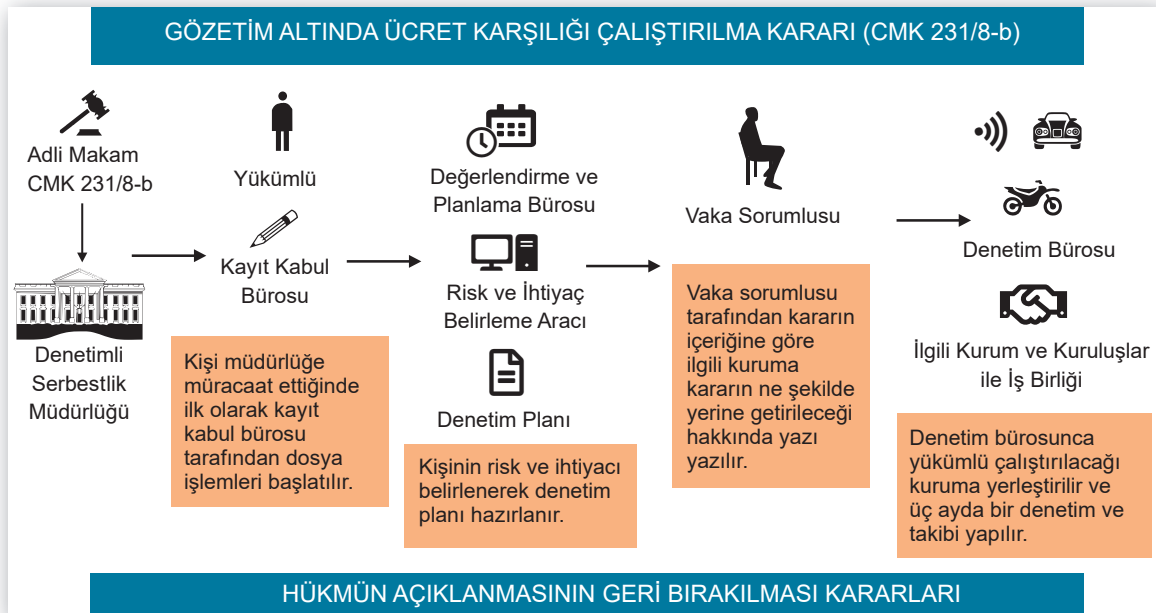 GÖZETİM ALTINDA ÜCRET KARŞILIĞI ÇALIŞTIRILMA KARARI (CMK 231/8-b)
Adli Makam
CMK 231/8-b
Denetimli
Serbestlik
Müdürlüğü
Yükümlü
Kayıt Kabul
Bürosu
Kişi müdürlüğe
müracaat ettiğinde
ilk olarak kayıt
kabul bürosu
tarafından dosya
işlemleri başlatılır.
Değerlendirme ve
Planlama Bürosu
Risk ve İhtiyaç
Belirleme Aracı
Denetim Planı
Kişinin risk ve ihtiyacı
belirlenerek denetim
planı hazırlanır.
Vaka Sorumlusu
Vaka sorumlusu
tarafından kararın
içeriğine göre
ilgili kuruma
kararın ne şekilde
yerine getirileceği
hakkında yazı
yazılır.
Denetim Bürosu
İlgili Kurum ve Kuruluşlar
ile İş Birliği
Denetim bürosunca
yükümlü çalıştırılacağı
kuruma yerleştirilir ve
üç ayda bir denetim ve
takibi yapılır.
HÜKMÜN AÇIKLANMASININ GERİ BIRAKILMASI KARARLARI